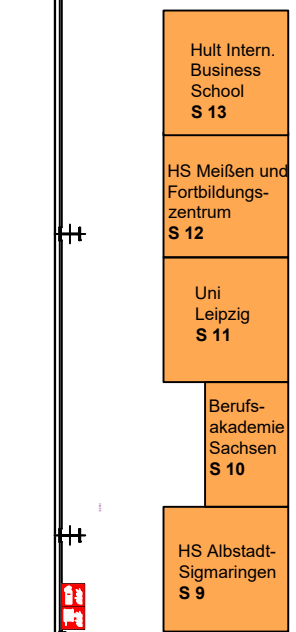 Hult Intern.
Business
School
S 13
HS Meißen und
Fortbildungs-
zentrum
S 12
Uni
Leipzig
S 11
Berufs-
akademie
Sachsen
S 10
HS Albstadt-
Sigmaringen
S 9